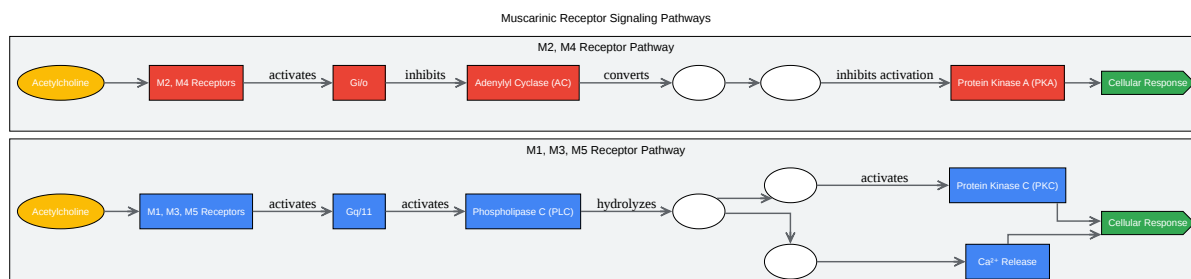 Muscarinic Receptor Signaling Pathways
M2, M4 Receptor Pathway
Acetylcholine
M2, M4 Receptors
activates
Gi/o
inhibits
Adenylyl Cyclase (AC)
converts
inhibits activation
Protein Kinase A (PKA)
Cellular Response
M1, M3, M5 Receptor Pathway
Acetylcholine
M1, M3, M5 Receptors
activates
Gq/11
activates
Phospholipase C (PLC)
hydrolyzes
activates
Protein Kinase C (PKC)
Cellular Response
Ca²⁺ Release